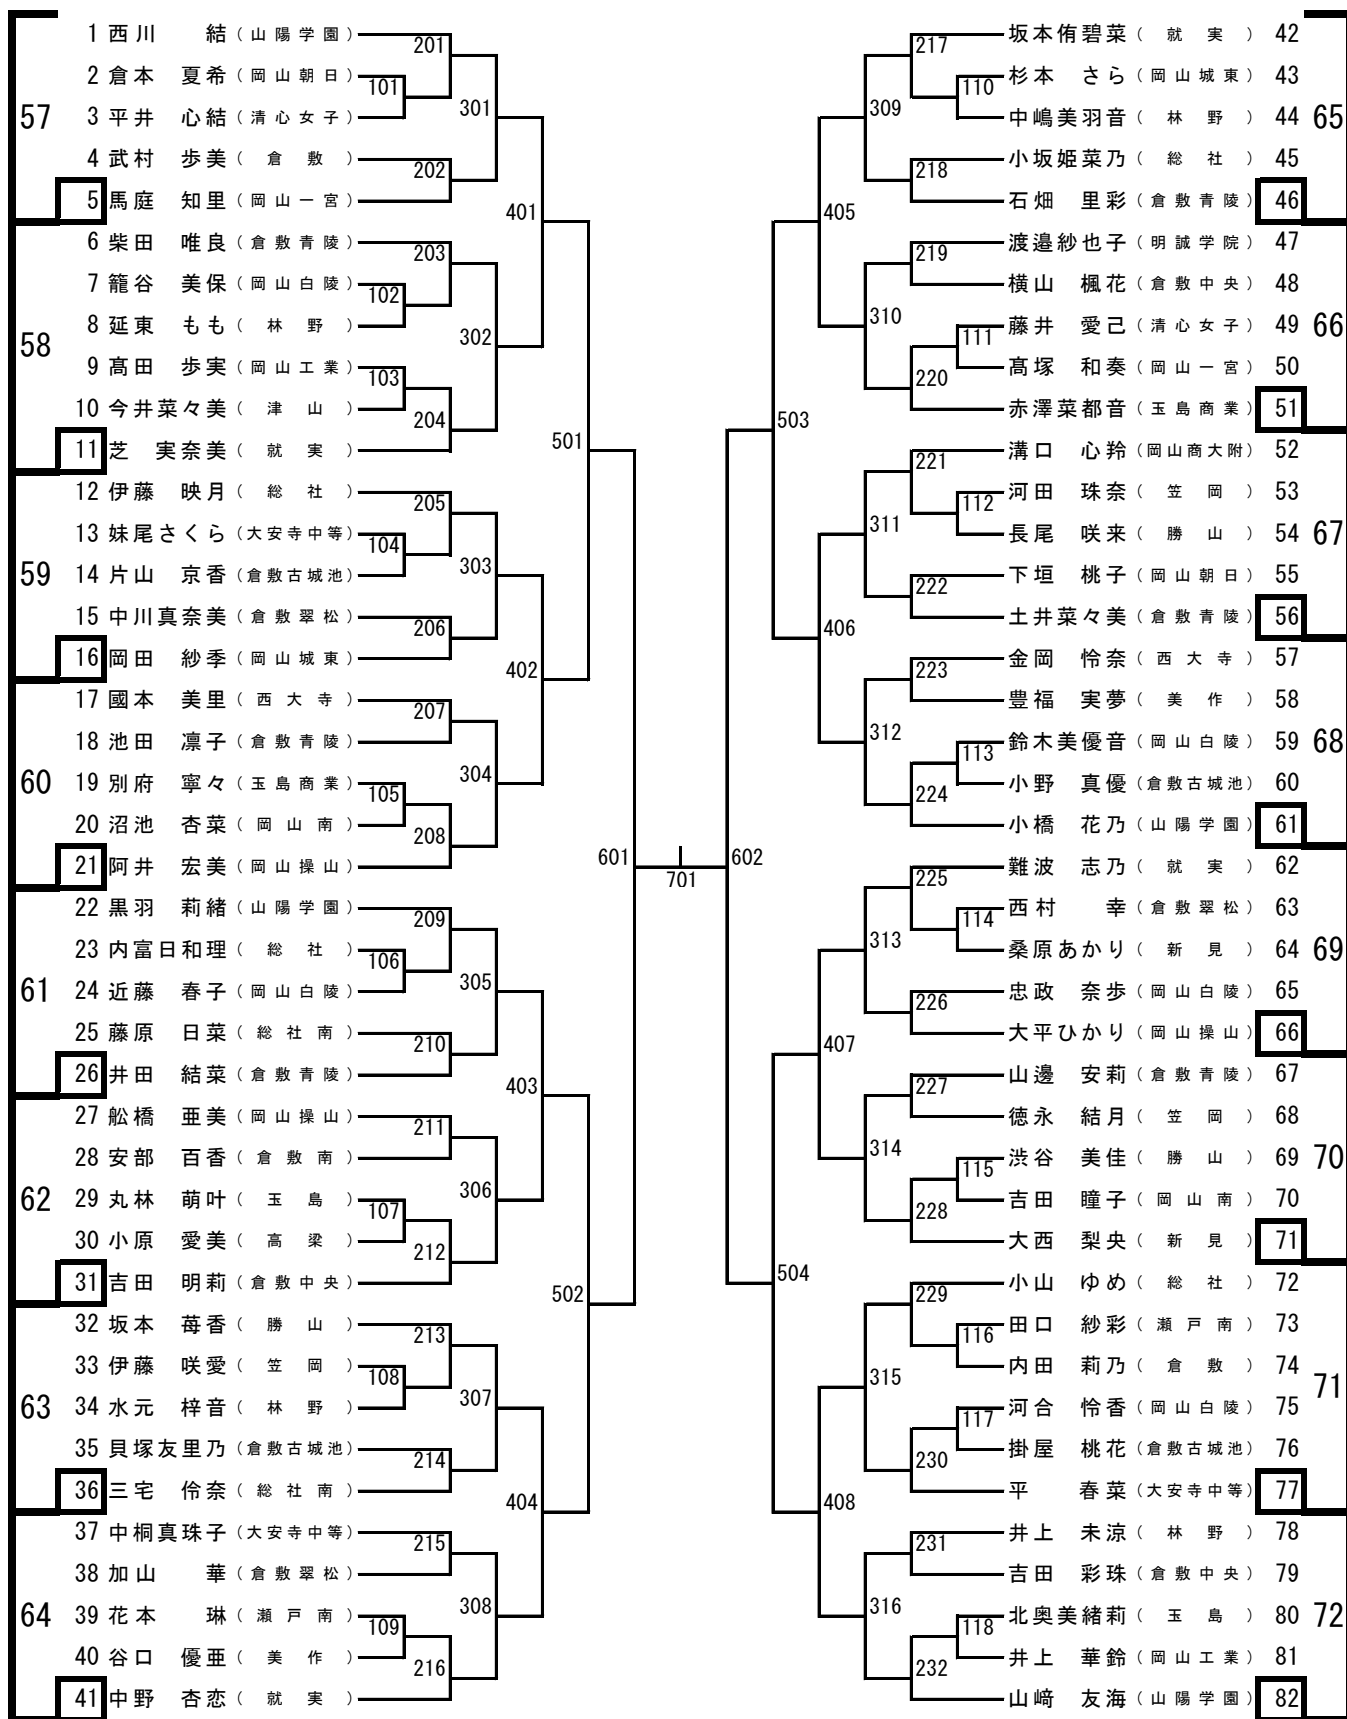 1 西川 結 (山陽学園)
2 倉本 夏希 (岡山朝日)
3 平井 心結 (清心女子)
4 武村 歩美 (倉敷)
5 馬庭 知里 (岡山一宮)
6 柴田 唯良 (倉敷青陵)
7 籠谷 美保 (岡山白陵)
8 延東 もも (林野)
9 髙田 歩実 (岡山工業)
10 今井菜々美 (津山)
11 芝 実奈美 (就実)
12 伊藤 映月 (総社)
13 妹尾さくら (大安寺中等)
14 片山 京香 (倉敷古城池)
15 中川真奈美 (倉敷翠松)
16 岡田 紗季 (岡山城東)
17 國本 美里 (西大寺)
18 池田 凛子 (倉敷青陵)
19 別府 寧々 (玉島商業)
20 沼池 杏菜 (岡山南)
21 阿井 宏美 (岡山操山)
22 黒羽 莉緒 (山陽学園)
23 内富日和理 (総社)
24 近藤 春子 (岡山白陵)
25 藤原 日菜 (総社南)
26 井田 結菜 (倉敷青陵)
27 舩橋 亜美 (岡山操山)
28 安部 百香 (倉敷南)
29 丸林 萌叶 (玉島)
30 小原 愛美 (高梁)
31 吉田 明莉 (倉敷中央)
32 坂本 苺香 (勝山)
33 伊藤 咲愛 (笠岡)
34 水元 梓音 (林野)
35 貝塚友里乃 (倉敷古城池)
36 三宅 伶奈 (総社南)
37 中桐真珠子 (大安寺中等)
38 加山 華 (倉敷翠松)
39 花本 琳 (瀬戸南)
40 谷口 優亜 (美作)
41 中野 杏恋 (就実)
57
58
59
60
61
62
63
64
101
102
103
104
105
106
107
108
109
201
202
203
204
205
206
207
208
209
210
211
212
213
214
215
216
301
302
303
304
305
306
307
308
401
402
403
404
501
502
601
701
602
503
504
405
406
407
408
309
310
311
312
313
314
315
316
217
218
219
220
221
222
223
224
225
226
227
228
229
230
231
232
110
111
112
113
114
115
116
117
118
坂本侑碧菜 (就実) 42
杉本 さら (岡山城東) 43
中嶋美羽音 (林野) 44
小坂姫菜乃 (総社) 45
石畑 里彩 (倉敷青陵) 46
渡邉紗也子 (明誠学院) 47
横山 楓花 (倉敷中央) 48
藤井 愛己 (清心女子) 49
髙塚 和奏 (岡山一宮) 50
赤澤菜都音 (玉島商業) 51
溝口 心羚 (岡山商大附) 52
河田 珠奈 (笠岡) 53
長尾 咲来 (勝山) 54
下垣 桃子 (岡山朝日) 55
土井菜々美 (倉敷青陵) 56
金岡 怜奈 (西大寺) 57
豊福 実夢 (美作) 58
鈴木美優音 (岡山白陵) 59
小野 真優 (倉敷古城池) 60
小橋 花乃 (山陽学園) 61
難波 志乃 (就実) 62
西村 幸 (倉敷翠松) 63
桑原あかり (新見) 64
忠政 奈歩 (岡山白陵) 65
大平ひかり (岡山操山) 66
山邊 安莉 (倉敷青陵) 67
徳永 結月 (笠岡) 68
渋谷 美佳 (勝山) 69
吉田 瞳子 (岡山南) 70
大西 梨央 (新見) 71
小山 ゆめ (総社) 72
田口 紗彩 (瀬戸南) 73
内田 莉乃 (倉敷) 74
河合 怜香 (岡山白陵) 75
掛屋 桃花 (倉敷古城池) 76
平 春菜 (大安寺中等) 77
井上 未涼 (林野) 78
吉田 彩珠 (倉敷中央) 79
北奥美緒莉 (玉島) 80
井上 華鈴 (岡山工業) 81
山﨑 友海 (山陽学園) 82
65
66
67
68
69
70
71
72